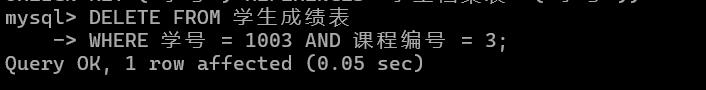 mysql> DELETE FROM 学生成绩表
    -> WHERE 学号 = 1003 AND 课程编号 = 3;
Query OK, 1 row affected (0.05 sec)